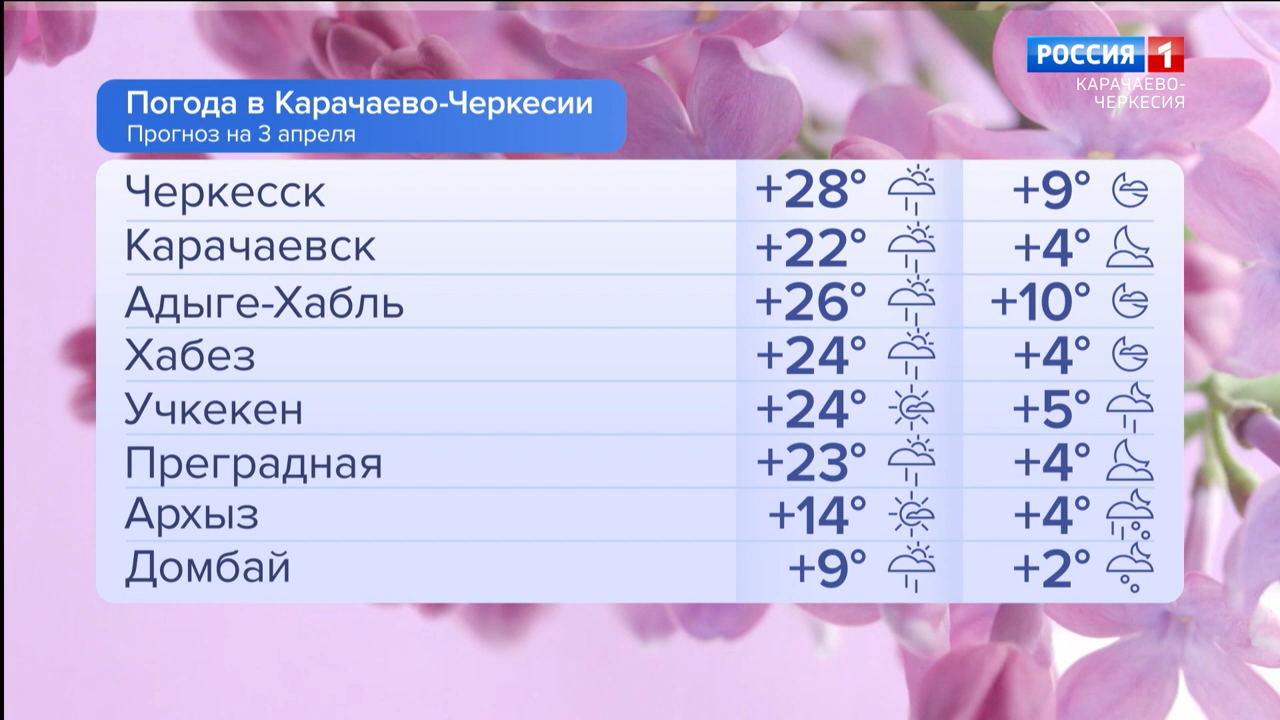 РОССИЯ 1
КАРАЧАЕВО-
ЧЕРКЕСИЯ
Погода в Карачаево-Черкесии
Прогноз на 3 апреля
Черкесск +28° +9°
Карачаевск +22° +4°
Адыге-Хабль +26° +10°
Хабез +24° +4°
Учкекен +24° +5°
Преградная +23° +4°
Архыз +14° +4°
Домбай +9° +2°